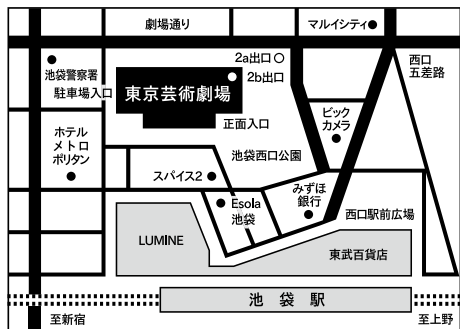 劇場通り
マルイシティ
2a出口
西口
五差路
池袋警察署
2b出口
駐車場入口
東京芸術劇場
正面入口
ビック
カメラ
ホテル
メトロ
ポリタン
池袋西口公園
スパイス2
みずほ
銀行
Esola
池袋
西口駅前広場
LUMINE
東武百貨店
池袋駅
至新宿
至上野